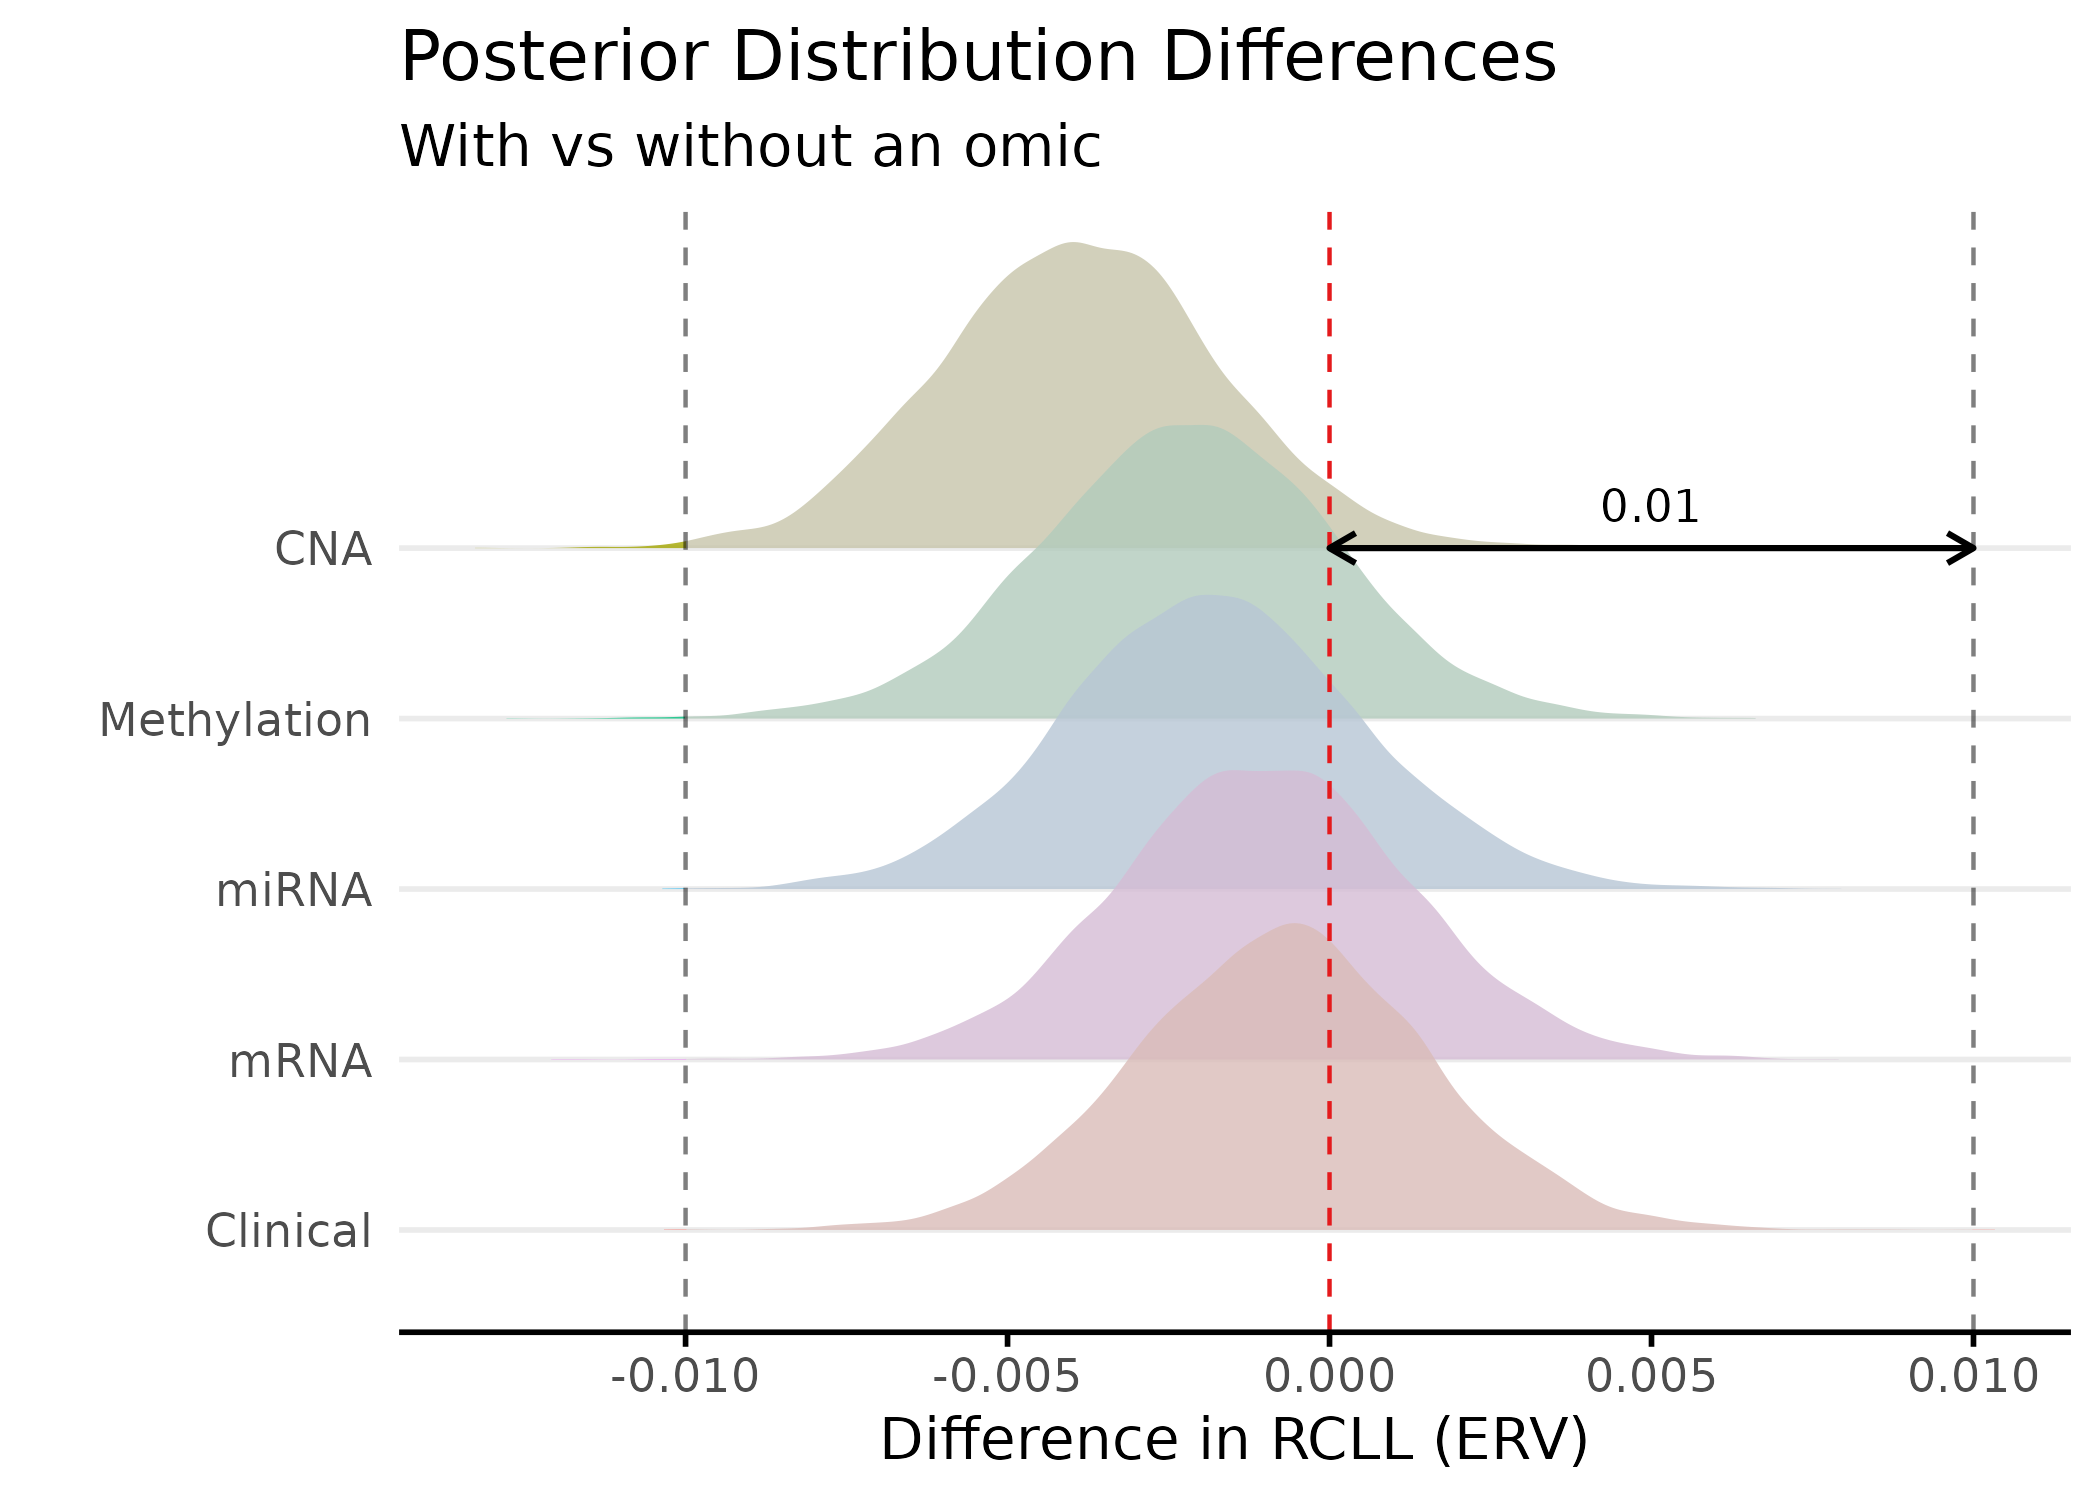 Posterior Distribution Differences
With vs without an omic
0.01
CNA
Methylation
miRNA
mRNA
Clinical
-0.010 -0.005 0.000 0.005 0.010
Difference in RCLL (ERV)